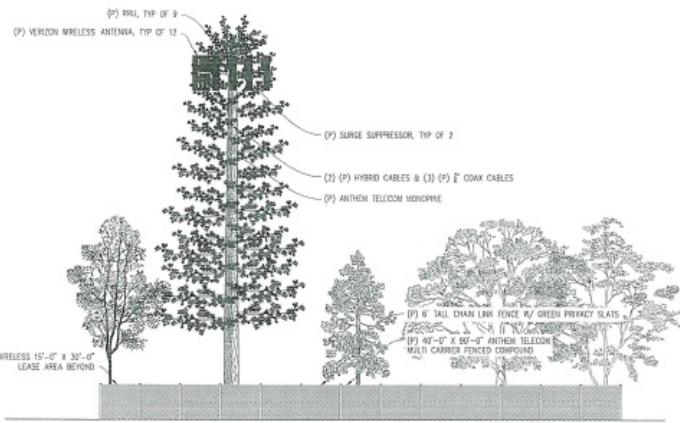 (P) RRU, TYP OF 9
(P) VERIZON WIRELESS ANTENNA, TYP OF 12
(P) SURGE SUPPRESSOR, TYP OF 2
(2) (P) HYBRID CABLES & (3) (P) COAX CABLES
(P) ANTHEM TELECOM MONOPINE
(P) 6' TALL CHAIN LINK FENCE W/ GREEN PRIVACY SLATS
(P) 40'-0" X 90'-0" ANTHEM TELECOM
MULTI CARRIER FENCED COMPOUND
WIRELESS 15'-0" X 30'-0"
LEASE AREA BEYOND